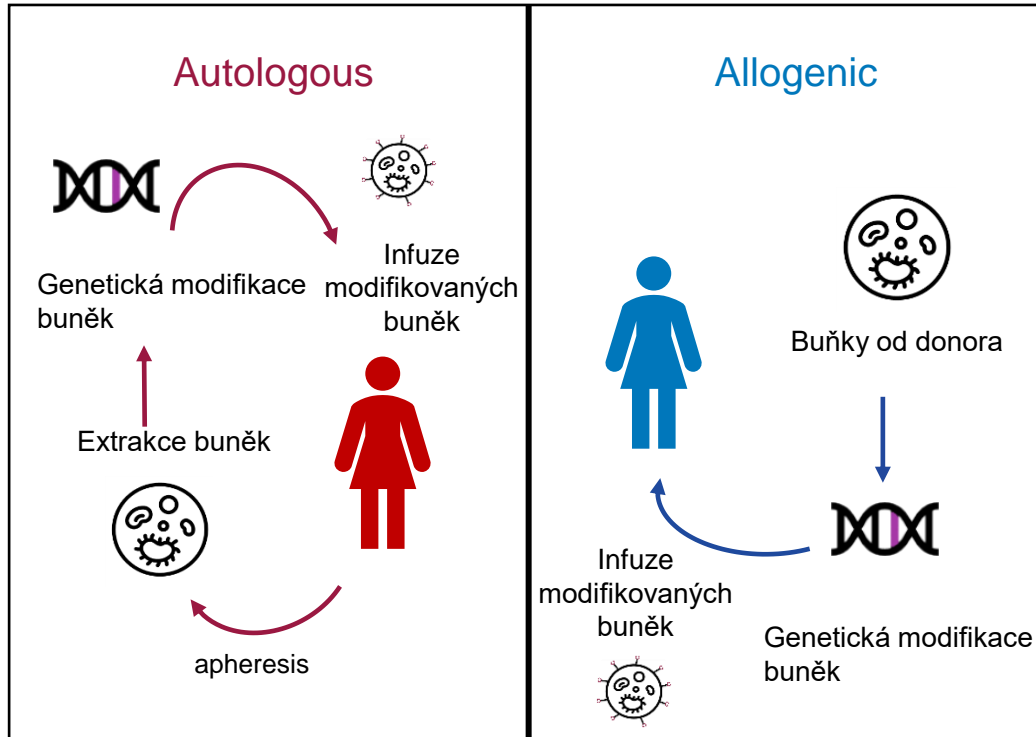 Autologous
Genetická modifikace
buněk
Infuze
modifikovaných
buněk
Extrakce buněk
apheresis
Allogenic
Buňky od donora
Infuze
modifikovaných
buněk
Genetická modifikace
buněk